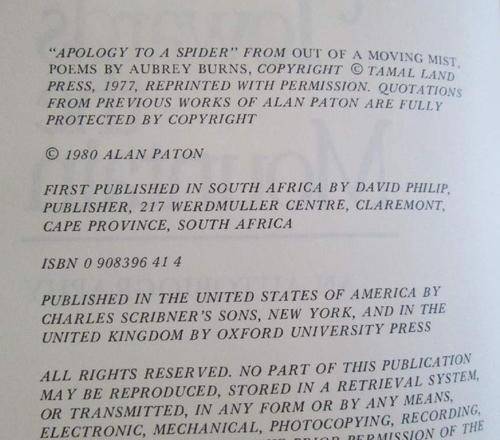 "APOLOGY TO A SPIDER" FROM OUT OF A MOVING MIST,
POEMS BY AUBREY BURNS, COPYRIGHT © TAMAL LAND
PRESS, 1977, REPRINTED WITH PERMISSION. QUOTATIONS
FROM PREVIOUS WORKS OF ALAN PATON ARE FULLY
PROTECTED BY COPYRIGHT
© 1980 ALAN PATON
FIRST PUBLISHED IN SOUTH AFRICA BY DAVID PHILIP,
PUBLISHER, 217 WERDMULLER CENTRE, CLAREMONT,
CAPE PROVINCE, SOUTH AFRICA
ISBN 0 908396 41 4
PUBLISHED IN THE UNITED STATES OF AMERICA BY
CHARLES SCRIBNER'S SONS, NEW YORK, AND IN THE
UNITED KINGDOM BY OXFORD UNIVERSITY PRESS
ALL RIGHTS RESERVED. NO PART OF THIS PUBLICATION
MAY BE REPRODUCED, STORED IN A RETRIEVAL SYSTEM,
OR TRANSMITTED, IN ANY FORM OR BY ANY MEANS,
ELECTRONIC, MECHANICAL, PHOTOCOPYING, RECORDING,
PRIOR PERMISSION OF THE